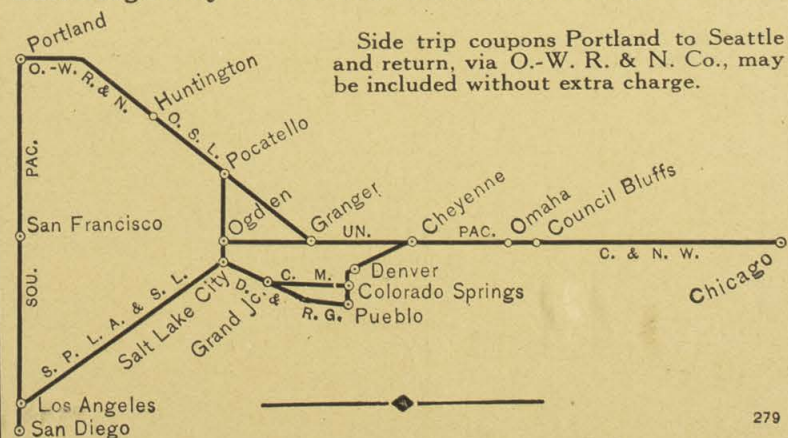 Portland
Side trip coupons Portland to Seattle
and return, via O.-W. R. & N. Co., may
be included without extra charge.
O.-W. R. & N.
Huntington
O. S. L.
Pocatello
PAC.
San Francisco
Ogden
Granger
UN.
Cheyenne
PAC.
Omaha
Council Bluffs
C. & N. W.
Chicago
SOU.
S. P. L. A. & S. L.
Salt Lake City
D. & R. G.
Grand Jc.
C. M.
Denver
Colorado Springs
Pueblo
Los Angeles
San Diego
279